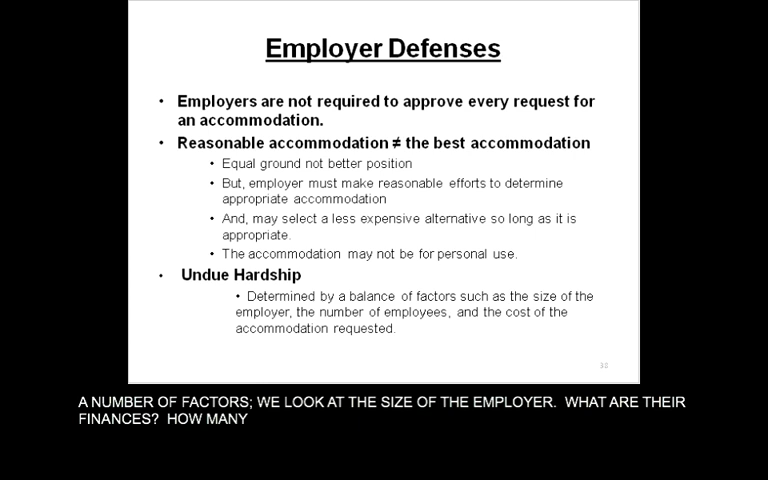 Employer Defenses
• Employers are not required to approve every request for
an accommodation.
• Reasonable accommodation ≠ the best accommodation
• Equal ground not better position
• But, employer must make reasonable efforts to determine
appropriate accommodation
• And, may select a less expensive alternative so long as it is
appropriate.
• The accommodation may not be for personal use.
• Undue Hardship
• Determined by a balance of factors such as the size of the
employer, the number of employees, and the cost of the
accommodation requested.
A NUMBER OF FACTORS; WE LOOK AT THE SIZE OF THE EMPLOYER. WHAT ARE THEIR
FINANCES? HOW MANY